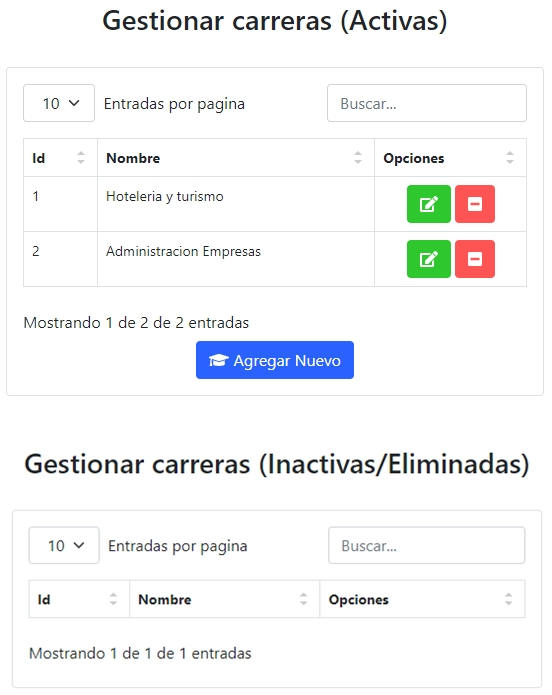 Gestionar carreras (Activas)
10 Entradas por pagina Buscar...
Id Nombre Opciones
1 Hoteleria y turismo
2 Administracion Empresas
Mostrando 1 de 2 de 2 entradas
Agregar Nuevo
Gestionar carreras (Inactivas/Eliminadas)
10 Entradas por pagina Buscar...
Id Nombre Opciones
Mostrando 1 de 1 de 1 entradas